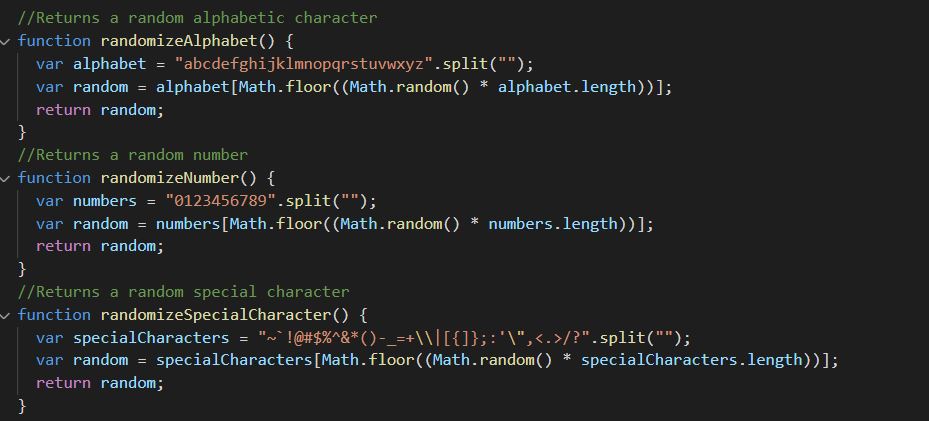 //Returns a random alphabetic character
function randomizeAlphabet() {
  var alphabet = "abcdefghijklmnopqrstuvwxyz".split("");
  var random = alphabet[Math.floor((Math.random() * alphabet.length))];
  return random;
}
//Returns a random number
function randomizeNumber() {
  var numbers = "0123456789".split("");
  var random = numbers[Math.floor((Math.random() * numbers.length))];
  return random;
}
//Returns a random special character
function randomizeSpecialCharacter() {
  var specialCharacters = "~`!@#$%^&*()-_=+\\|[{]};:'\",<.>/?".split("");
  var random = specialCharacters[Math.floor((Math.random() * specialCharacters.length))];
  return random;
}